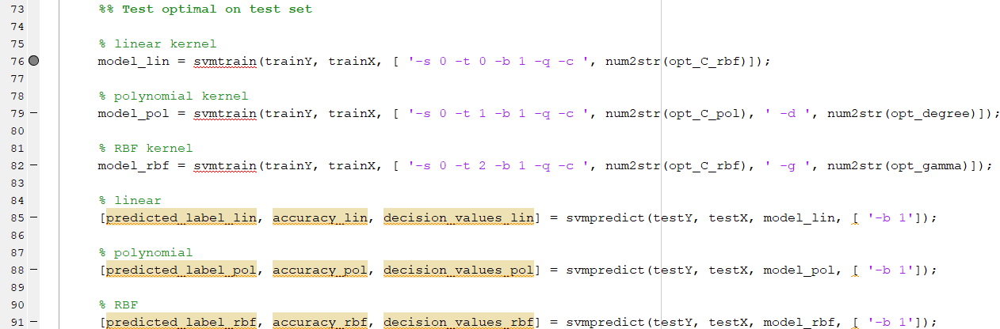 73 %% Test optimal on test set
74
75 % linear kernel
76 model_lin = svmtrain(trainY, trainX, [ '-s 0 -t 0 -b 1 -q -c ', num2str(opt_C_rbf)]);
77
78 % polynomial kernel
79 model_pol = svmtrain(trainY, trainX, [ '-s 0 -t 1 -b 1 -q -c ', num2str(opt_C_pol), ' -d ', num2str(opt_degree)]);
80
81 % RBF kernel
82 model_rbf = svmtrain(trainY, trainX, [ '-s 0 -t 2 -b 1 -q -c ', num2str(opt_C_rbf), ' -g ', num2str(opt_gamma)]);
83
84 % linear
85 [predicted_label_lin, accuracy_lin, decision_values_lin] = svmpredict(testY, testX, model_lin, [ '-b 1']);
86
87 % polynomial
88 [predicted_label_pol, accuracy_pol, decision_values_pol] = svmpredict(testY, testX, model_pol, [ '-b 1']);
89
90 % RBF
91 [predicted_label_rbf, accuracy_rbf, decision_values_rbf] = svmpredict(testY, testX, model_rbf, [ '-b 1']);